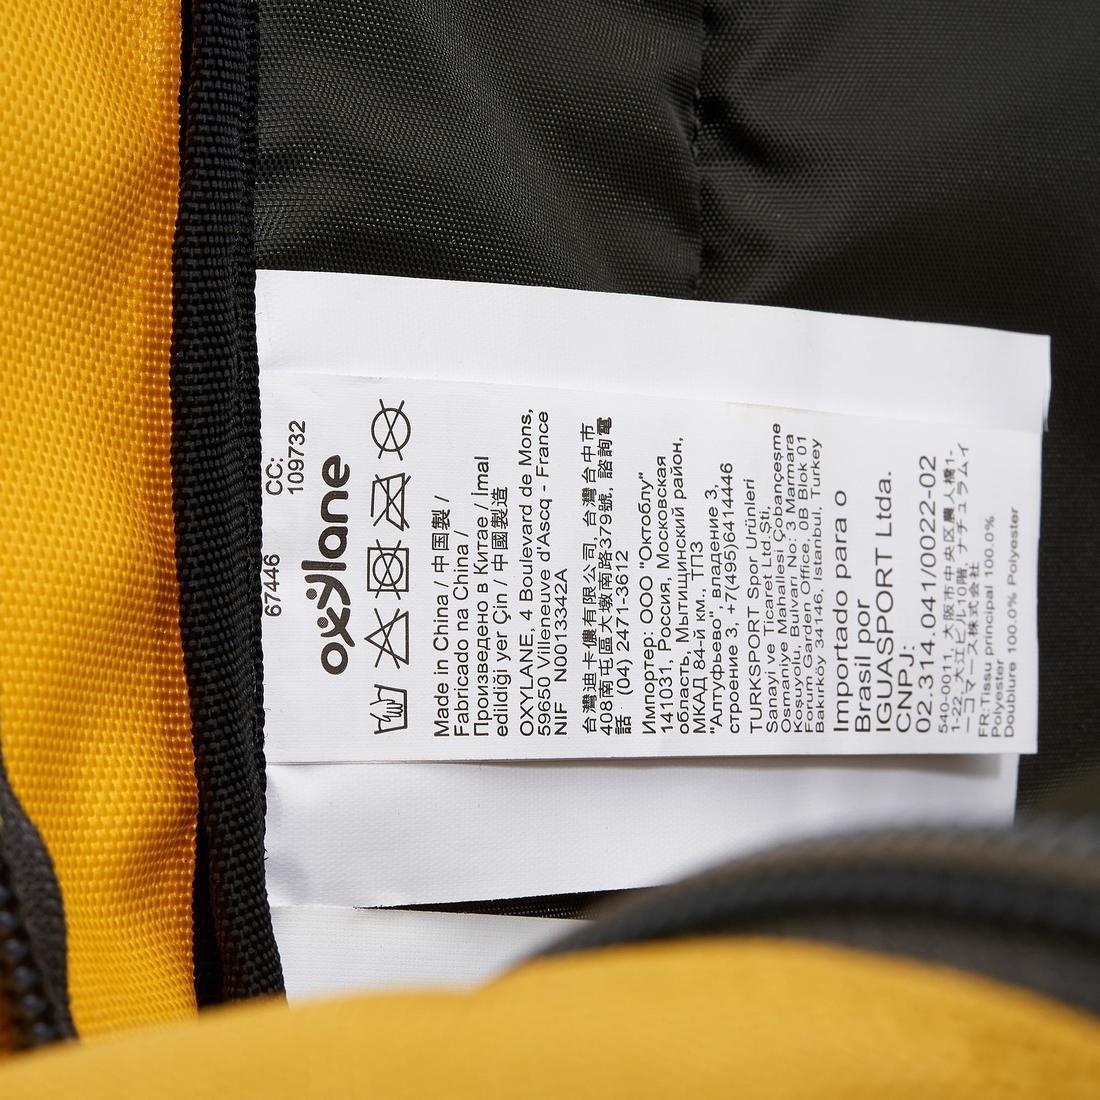 67446 CC:
109732
oxylane
Made in China / 中国製 /
Fabricado na China /
Произведено в Китае / İmal
edildiği yer Çin / 中國製造
OXYLANE, 4 Boulevard de Mons,
59650 Villeneuve d'Ascq - France
NIF N0013342A
台灣迪卡儂有限公司, 台灣台中市
408南屯區大墩南路379號, 諮詢電
話 : (04) 2471-3612
Импортер: ООО "Октоблу"
141031, Россия, Московская
область, Мытищинский район,
МКАД 84-й км., ТПЗ
"Алтуфьево", владение 3,
строение 3, +7(495)6414446
TURKSPORT Spor Ürünleri
Sanayi ve Ticaret Ltd.Şti,
Osmaniye Mahallesi Çobançeşme
Koşuyolu, Bulvarı No: 3 Marmara
Forum Garden Office, 0B Blok 01
Bakırköy 34146, Istanbul, Turkey
Importado para o
Brasil por
IGUASPORT Ltda.
CNPJ:
02.314.041/0022-02
540-0011, 大阪市中央区農人橋1-
1-22 大江ビル10階, ナチュラムイ
ーコマース株式会社
FR:Tissu principal 100.0%
Polyester
Doublure 100.0% Polyester